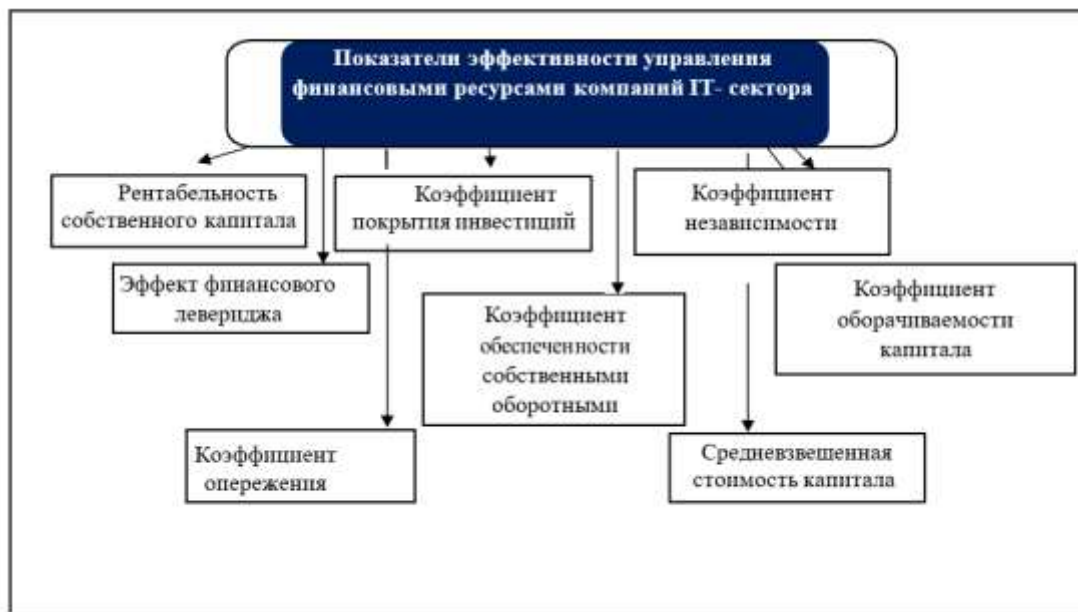 Показатели эффективности управления
финансовыми ресурсами компаний IT- сектора
Рентабельность
собственного капитала
Коэффициент
покрытия инвестиций
Коэффициент
независимости
Эффект финансового
левериджа
Коэффициент
обеспеченности
собственными
оборотными
Коэффициент
оборачиваемости
капитала
Коэффициент
опережения
Средневзвешенная
стоимость капитала